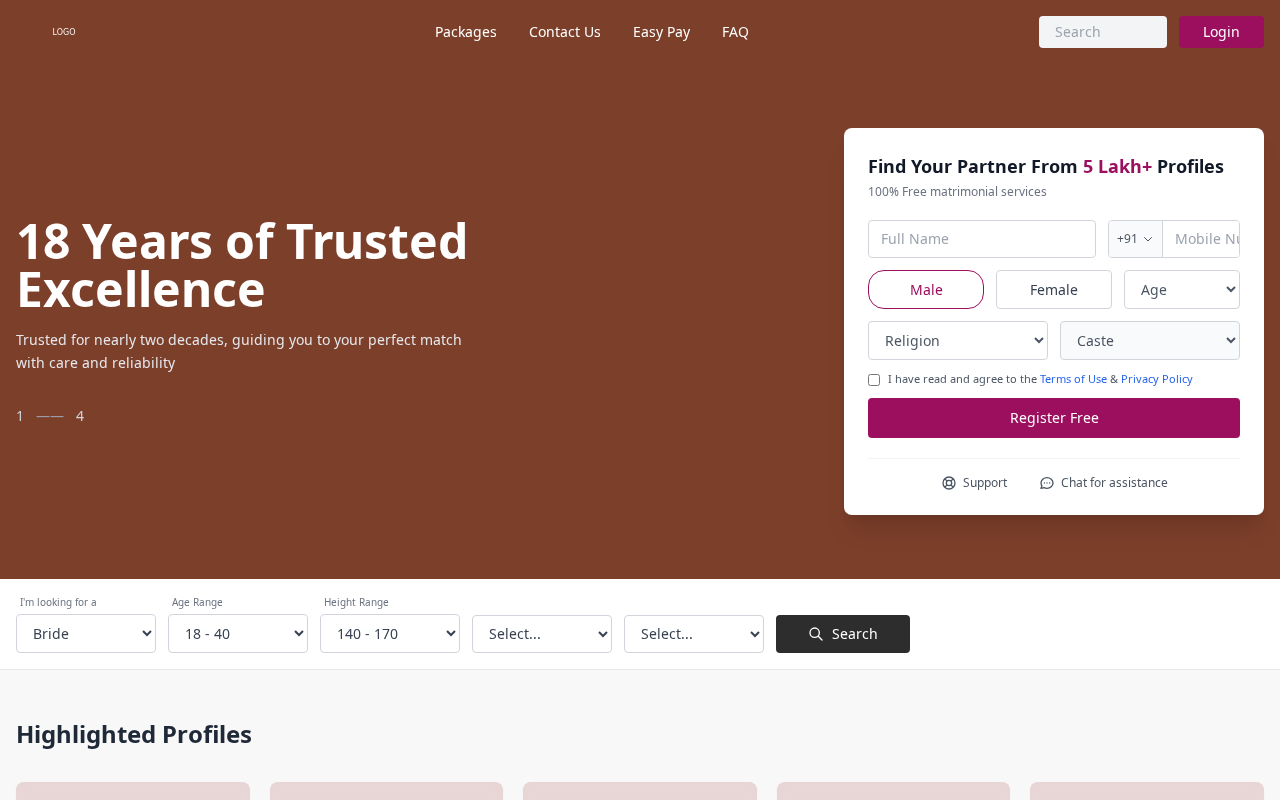 LOGO
Packages
Contact Us
Easy Pay
FAQ
Search
Login
18 Years of Trusted
Excellence
Trusted for nearly two decades, guiding you to your perfect match
with care and reliability
1 —— 4
Find Your Partner From 5 Lakh+ Profiles
100% Free matrimonial services
Full Name
+91
Mobile Nu
Male
Female
Age
Religion
Caste
I have read and agree to the Terms of Use & Privacy Policy
Register Free
Support
Chat for assistance
I'm looking for a
Age Range
Height Range
Bride
18 - 40
140 - 170
Select...
Select...
Search
Highlighted Profiles